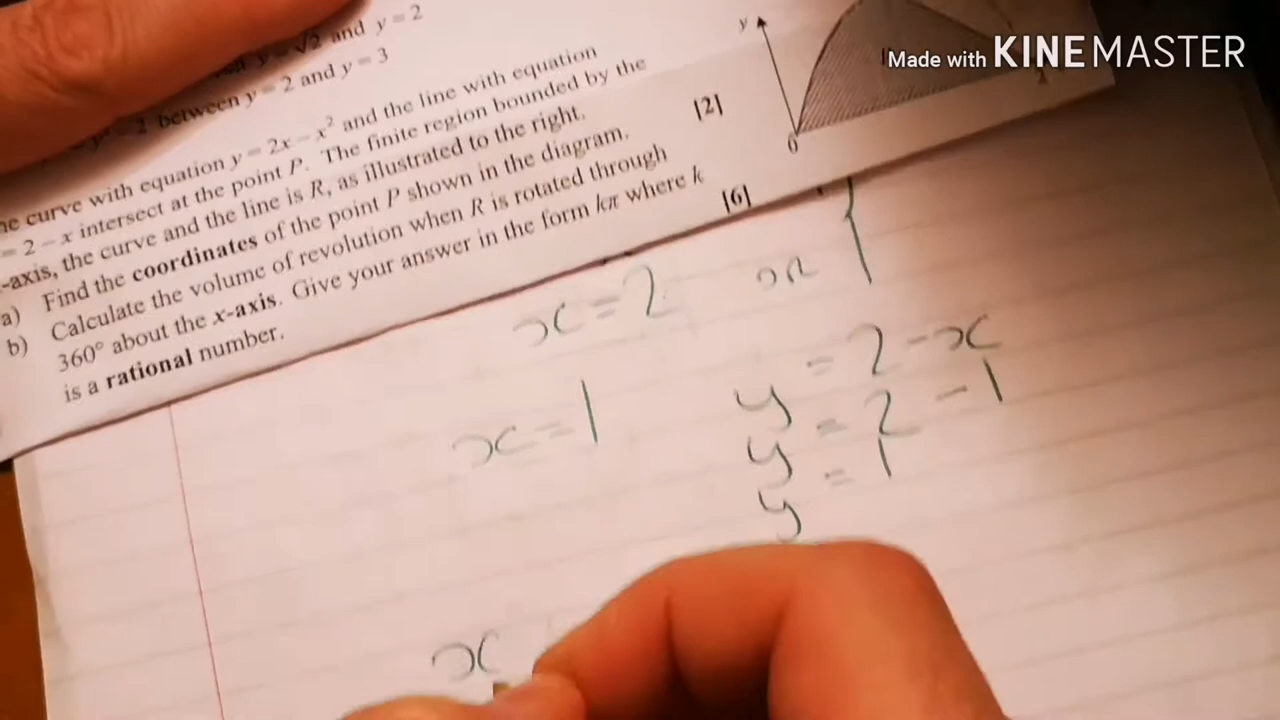 y = √2 and y = 2
between y = 2 and y = 3
curve with equation y = 2x − x² and the line with equation
= 2 − x intersect at the point P. The finite region bounded by the
-axis, the curve and the line is R, as illustrated to the right.
a) Find the coordinates of the point P shown in the diagram. [2]
b) Calculate the volume of revolution when R is rotated through
360° about the x-axis. Give your answer in the form kπ where k [6]
is a rational number.
y
0
Made with KINEMASTER
x = 2 or 1
x = 1
y = 2 - x
y = 2 - 1
y = 1
x